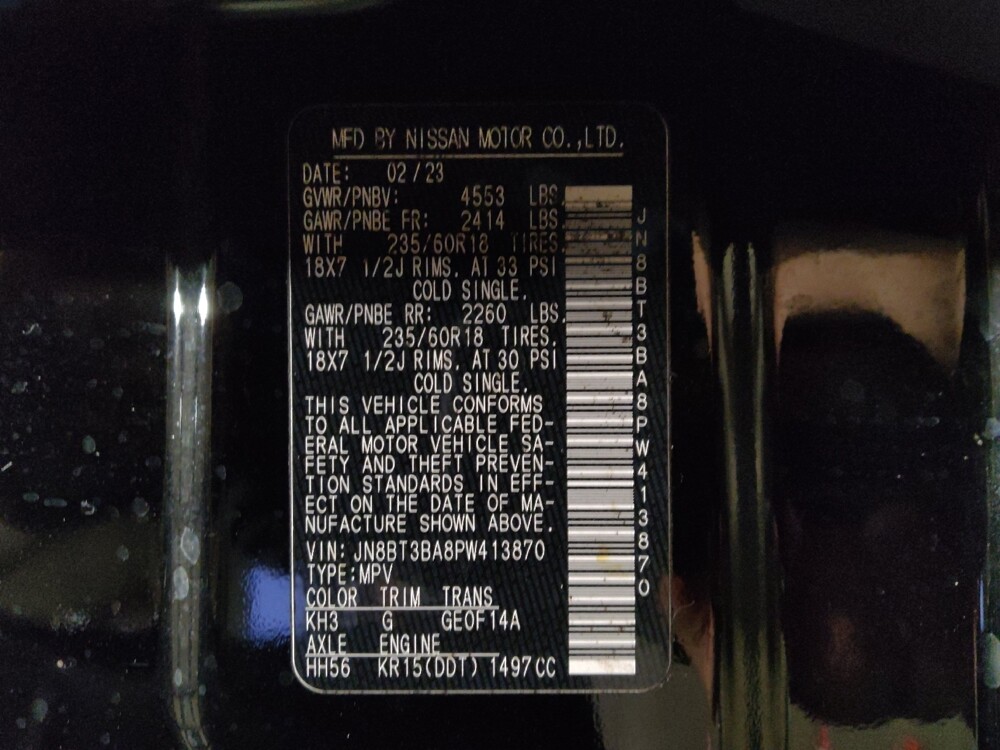 MFD BY NISSAN MOTOR CO.,LTD.
DATE: 02/23
GVWR/PNBV: 4553 LBS.
GAWR/PNBE FR: 2414 LBS.
WITH 235/60R18 TIRES.
18X7 1/2J RIMS. AT 33 PSI
COLD SINGLE.
GAWR/PNBE RR: 2260 LBS.
WITH 235/60R18 TIRES.
18X7 1/2J RIMS. AT 30 PSI
COLD SINGLE.
THIS VEHICLE CONFORMS
TO ALL APPLICABLE FED-
ERAL MOTOR VEHICLE SA-
FETY AND THEFT PREVEN-
TION STANDARDS IN EFF-
ECT ON THE DATE OF MA-
NUFACTURE SHOWN ABOVE.
VIN: JN8BT3BA8PW413870
TYPE:MPV
COLOR TRIM TRANS
KH3 G GE0F14A
AXLE ENGINE
HH56 KR15(DDT) 1497CC
JN8BT3BA8PW413870